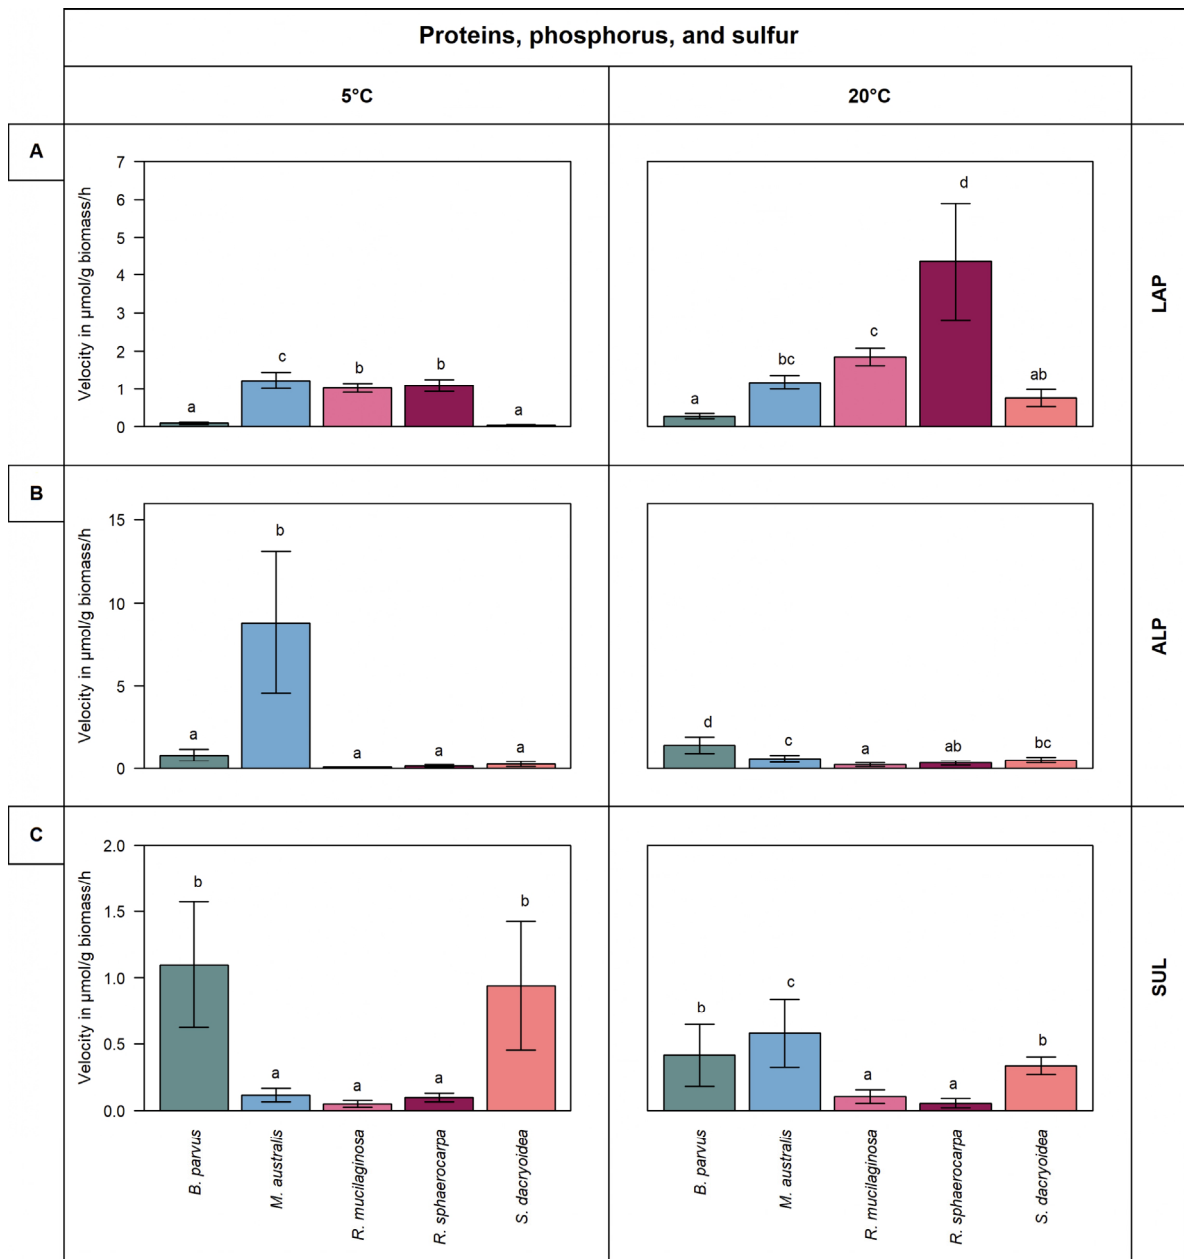 Proteins, phosphorus, and sulfur
5°C
20°C
A
Velocity in µmol/g biomass/h
7
6
5
4
3
2
1
0
a
c
b
b
a
a
bc
c
d
ab
LAP
B
Velocity in µmol/g biomass/h
15
10
5
0
a
b
a
a
a
d
c
a
ab
bc
ALP
C
Velocity in µmol/g biomass/h
2.0
1.5
1.0
0.5
0.0
b
a
a
a
b
b
c
a
a
b
SUL
B. parvus
M. australis
R. mucilaginosa
R. sphaerocarpa
S. dacryoidea
B. parvus
M. australis
R. mucilaginosa
R. sphaerocarpa
S. dacryoidea